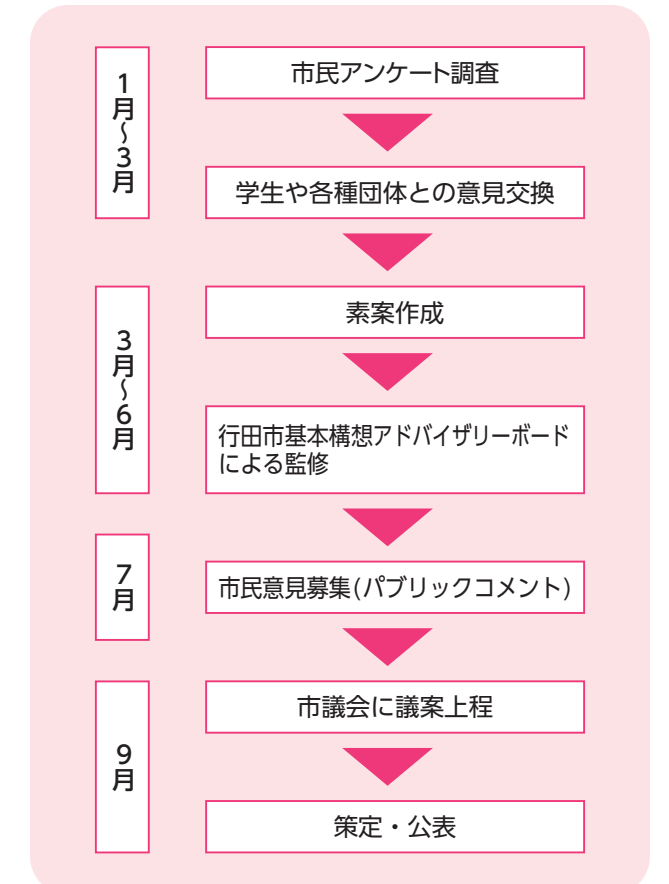 1月〜3月
市民アンケート調査
学生や各種団体との意見交換
3月〜6月
素案作成
行田市基本構想アドバイザリーボード
による監修
7月
市民意見募集(パブリックコメント)
9月
市議会に議案上程
策定・公表